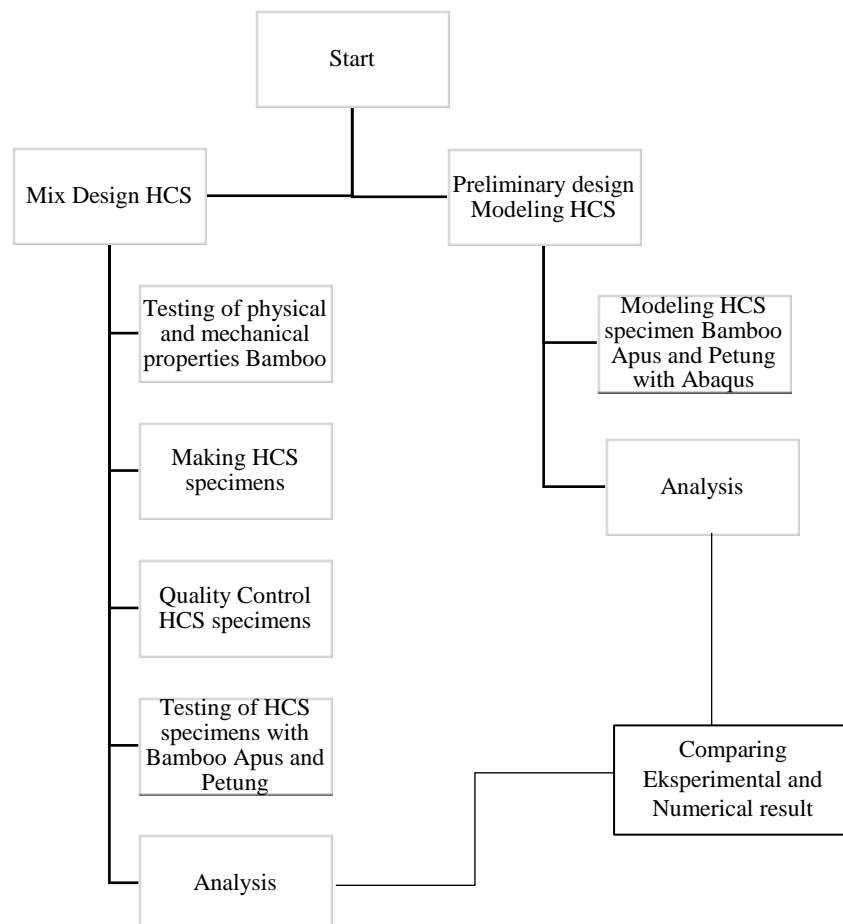 Start
Mix Design HCS
Preliminary design
Modeling HCS
Testing of physical
and mechanical
properties Bamboo
Making HCS
specimens
Quality Control
HCS specimens
Testing of HCS
specimens with
Bamboo Apus and
Petung
Analysis
Modeling HCS
specimen Bamboo
Apus and Petung
with Abaqus
Analysis
Comparing
Eksperimental and
Numerical result